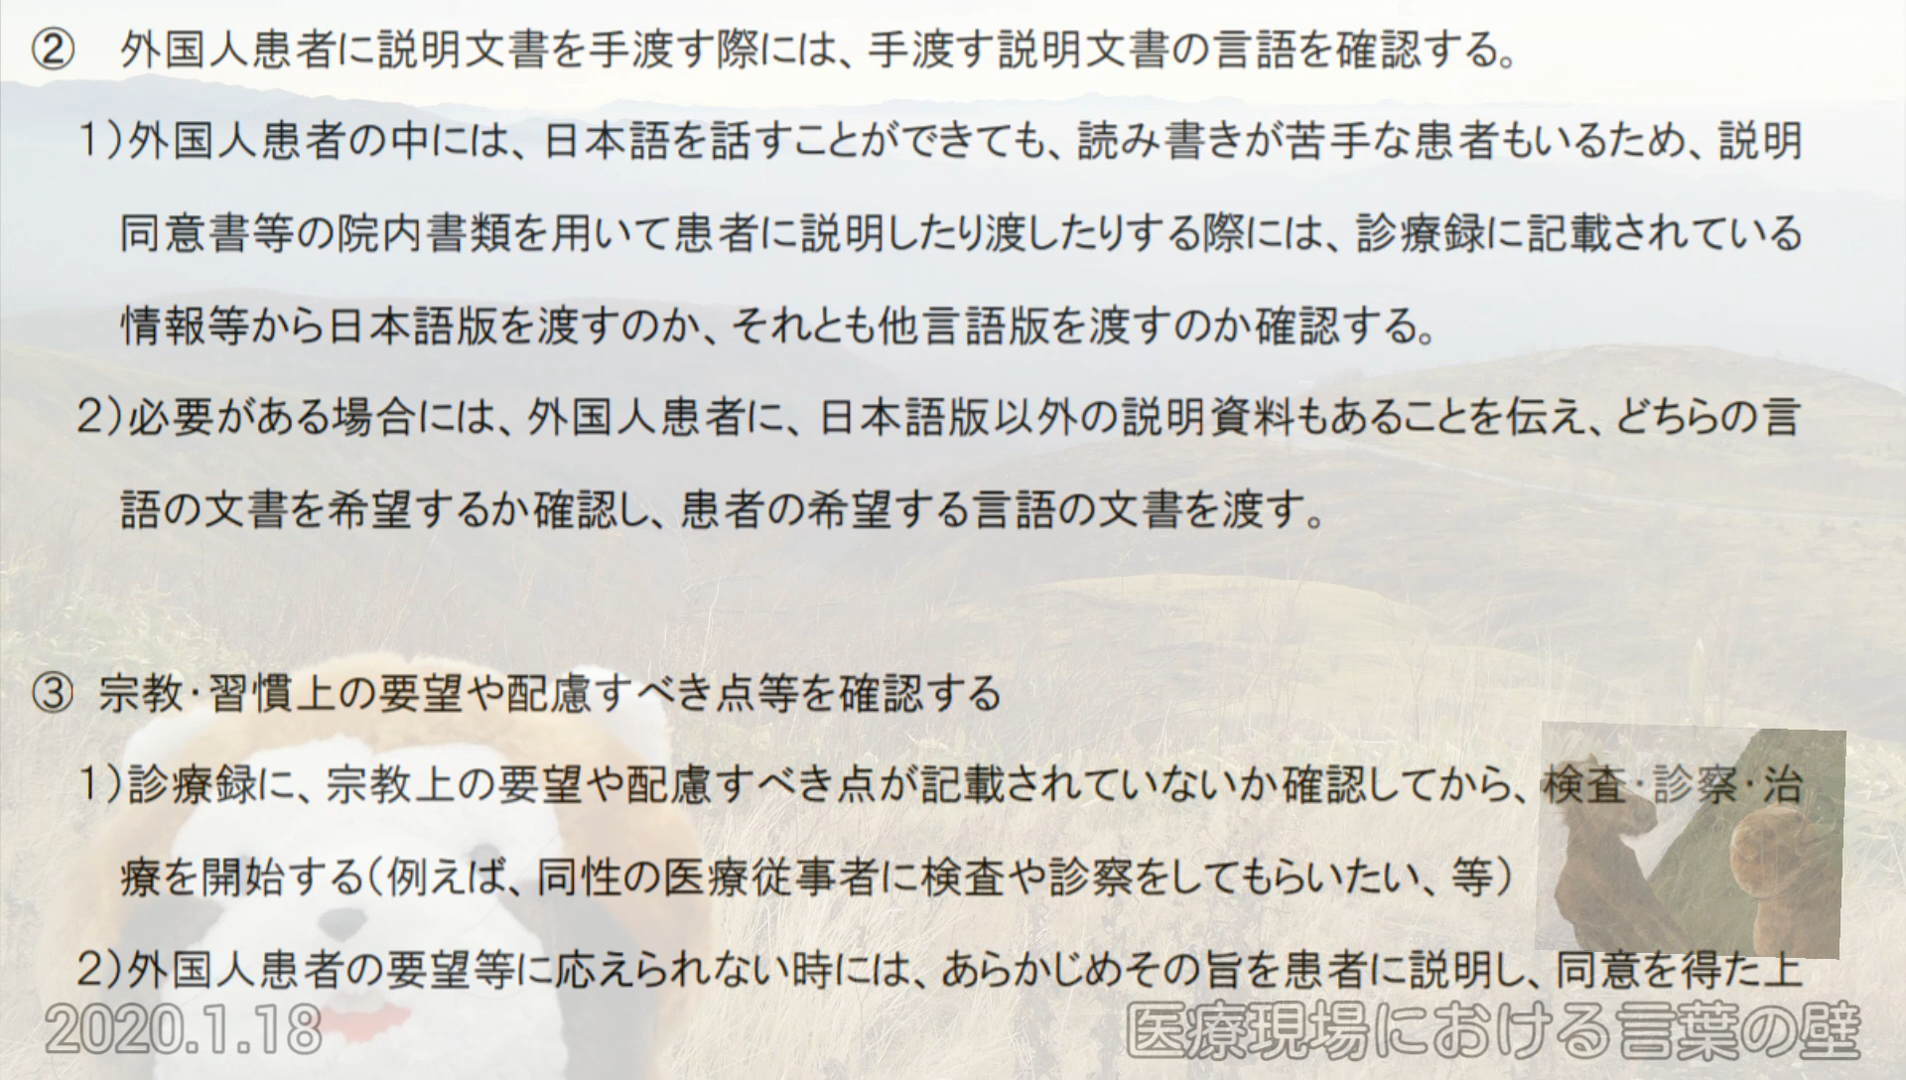 ② 外国人患者に説明文書を手渡す際には、手渡す説明文書の言語を確認する。
1)外国人患者の中には、日本語を話すことができても、読み書きが苦手な患者もいるため、説明
同意書等の院内書類を用いて患者に説明したり渡したりする際には、診療録に記載されている
情報等から日本語版を渡すのか、それとも他言語版を渡すのか確認する。
2)必要がある場合には、外国人患者に、日本語版以外の説明資料もあることを伝え、どちらの言
語の文書を希望するか確認し、患者の希望する言語の文書を渡す。
③ 宗教・習慣上の要望や配慮すべき点等を確認する
1)診療録に、宗教上の要望や配慮すべき点が記載されていないか確認してから、検査・診察・治
療を開始する(例えば、同性の医療従事者に検査や診察をしてもらいたい、等)
2)外国人患者の要望等に応えられない時には、あらかじめその旨を患者に説明し、同意を得た上
2020.1.18
医療現場における言葉の壁